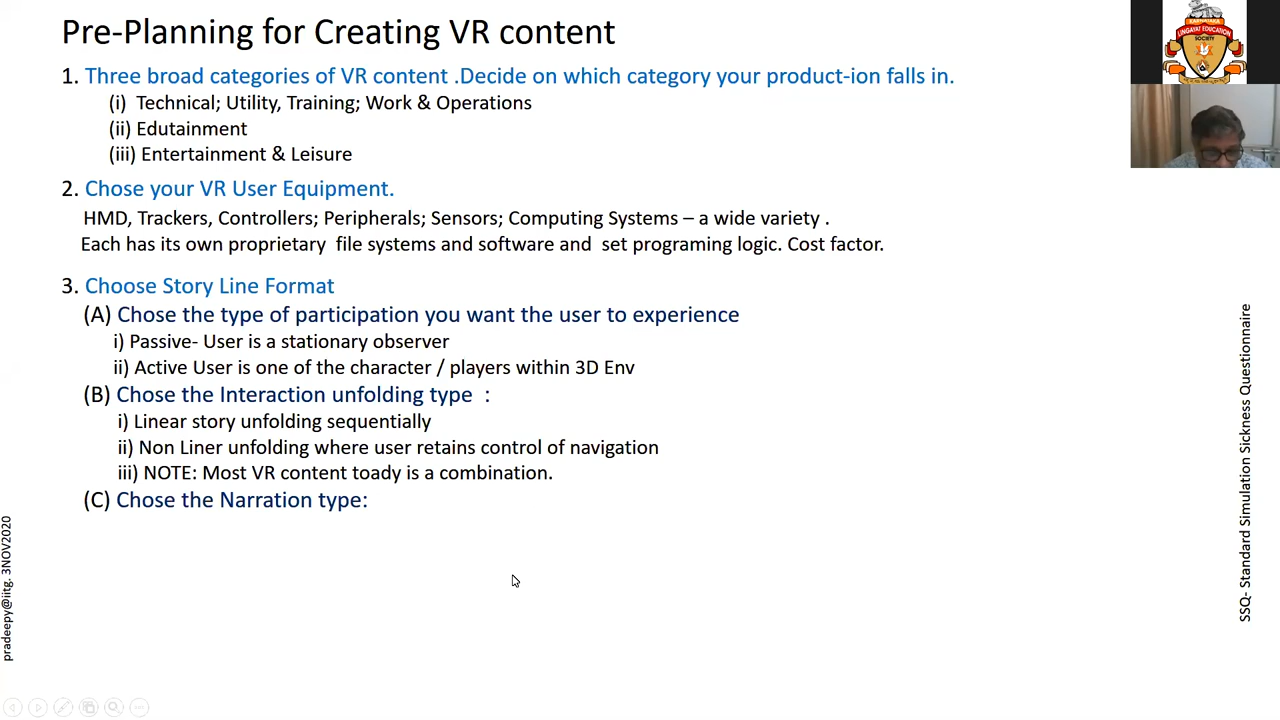 Pre-Planning for Creating VR content
1. Three broad categories of VR content .Decide on which category your product-ion falls in.
(i) Technical; Utility, Training; Work & Operations
(ii) Edutainment
(iii) Entertainment & Leisure
2. Chose your VR User Equipment.
HMD, Trackers, Controllers; Peripherals; Sensors; Computing Systems – a wide variety .
Each has its own proprietary file systems and software and set programing logic. Cost factor.
3. Choose Story Line Format
(A) Chose the type of participation you want the user to experience
i) Passive- User is a stationary observer
ii) Active User is one of the character / players within 3D Env
(B) Chose the Interaction unfolding type :
i) Linear story unfolding sequentially
ii) Non Liner unfolding where user retains control of navigation
iii) NOTE: Most VR content toady is a combination.
(C) Chose the Narration type:
pradeepy@iitg. 3NOV2020
SSQ- Standard Simulation Sickness Questionnaire
KARNATAKA
LINGAYAT EDUCATION
SOCIETY